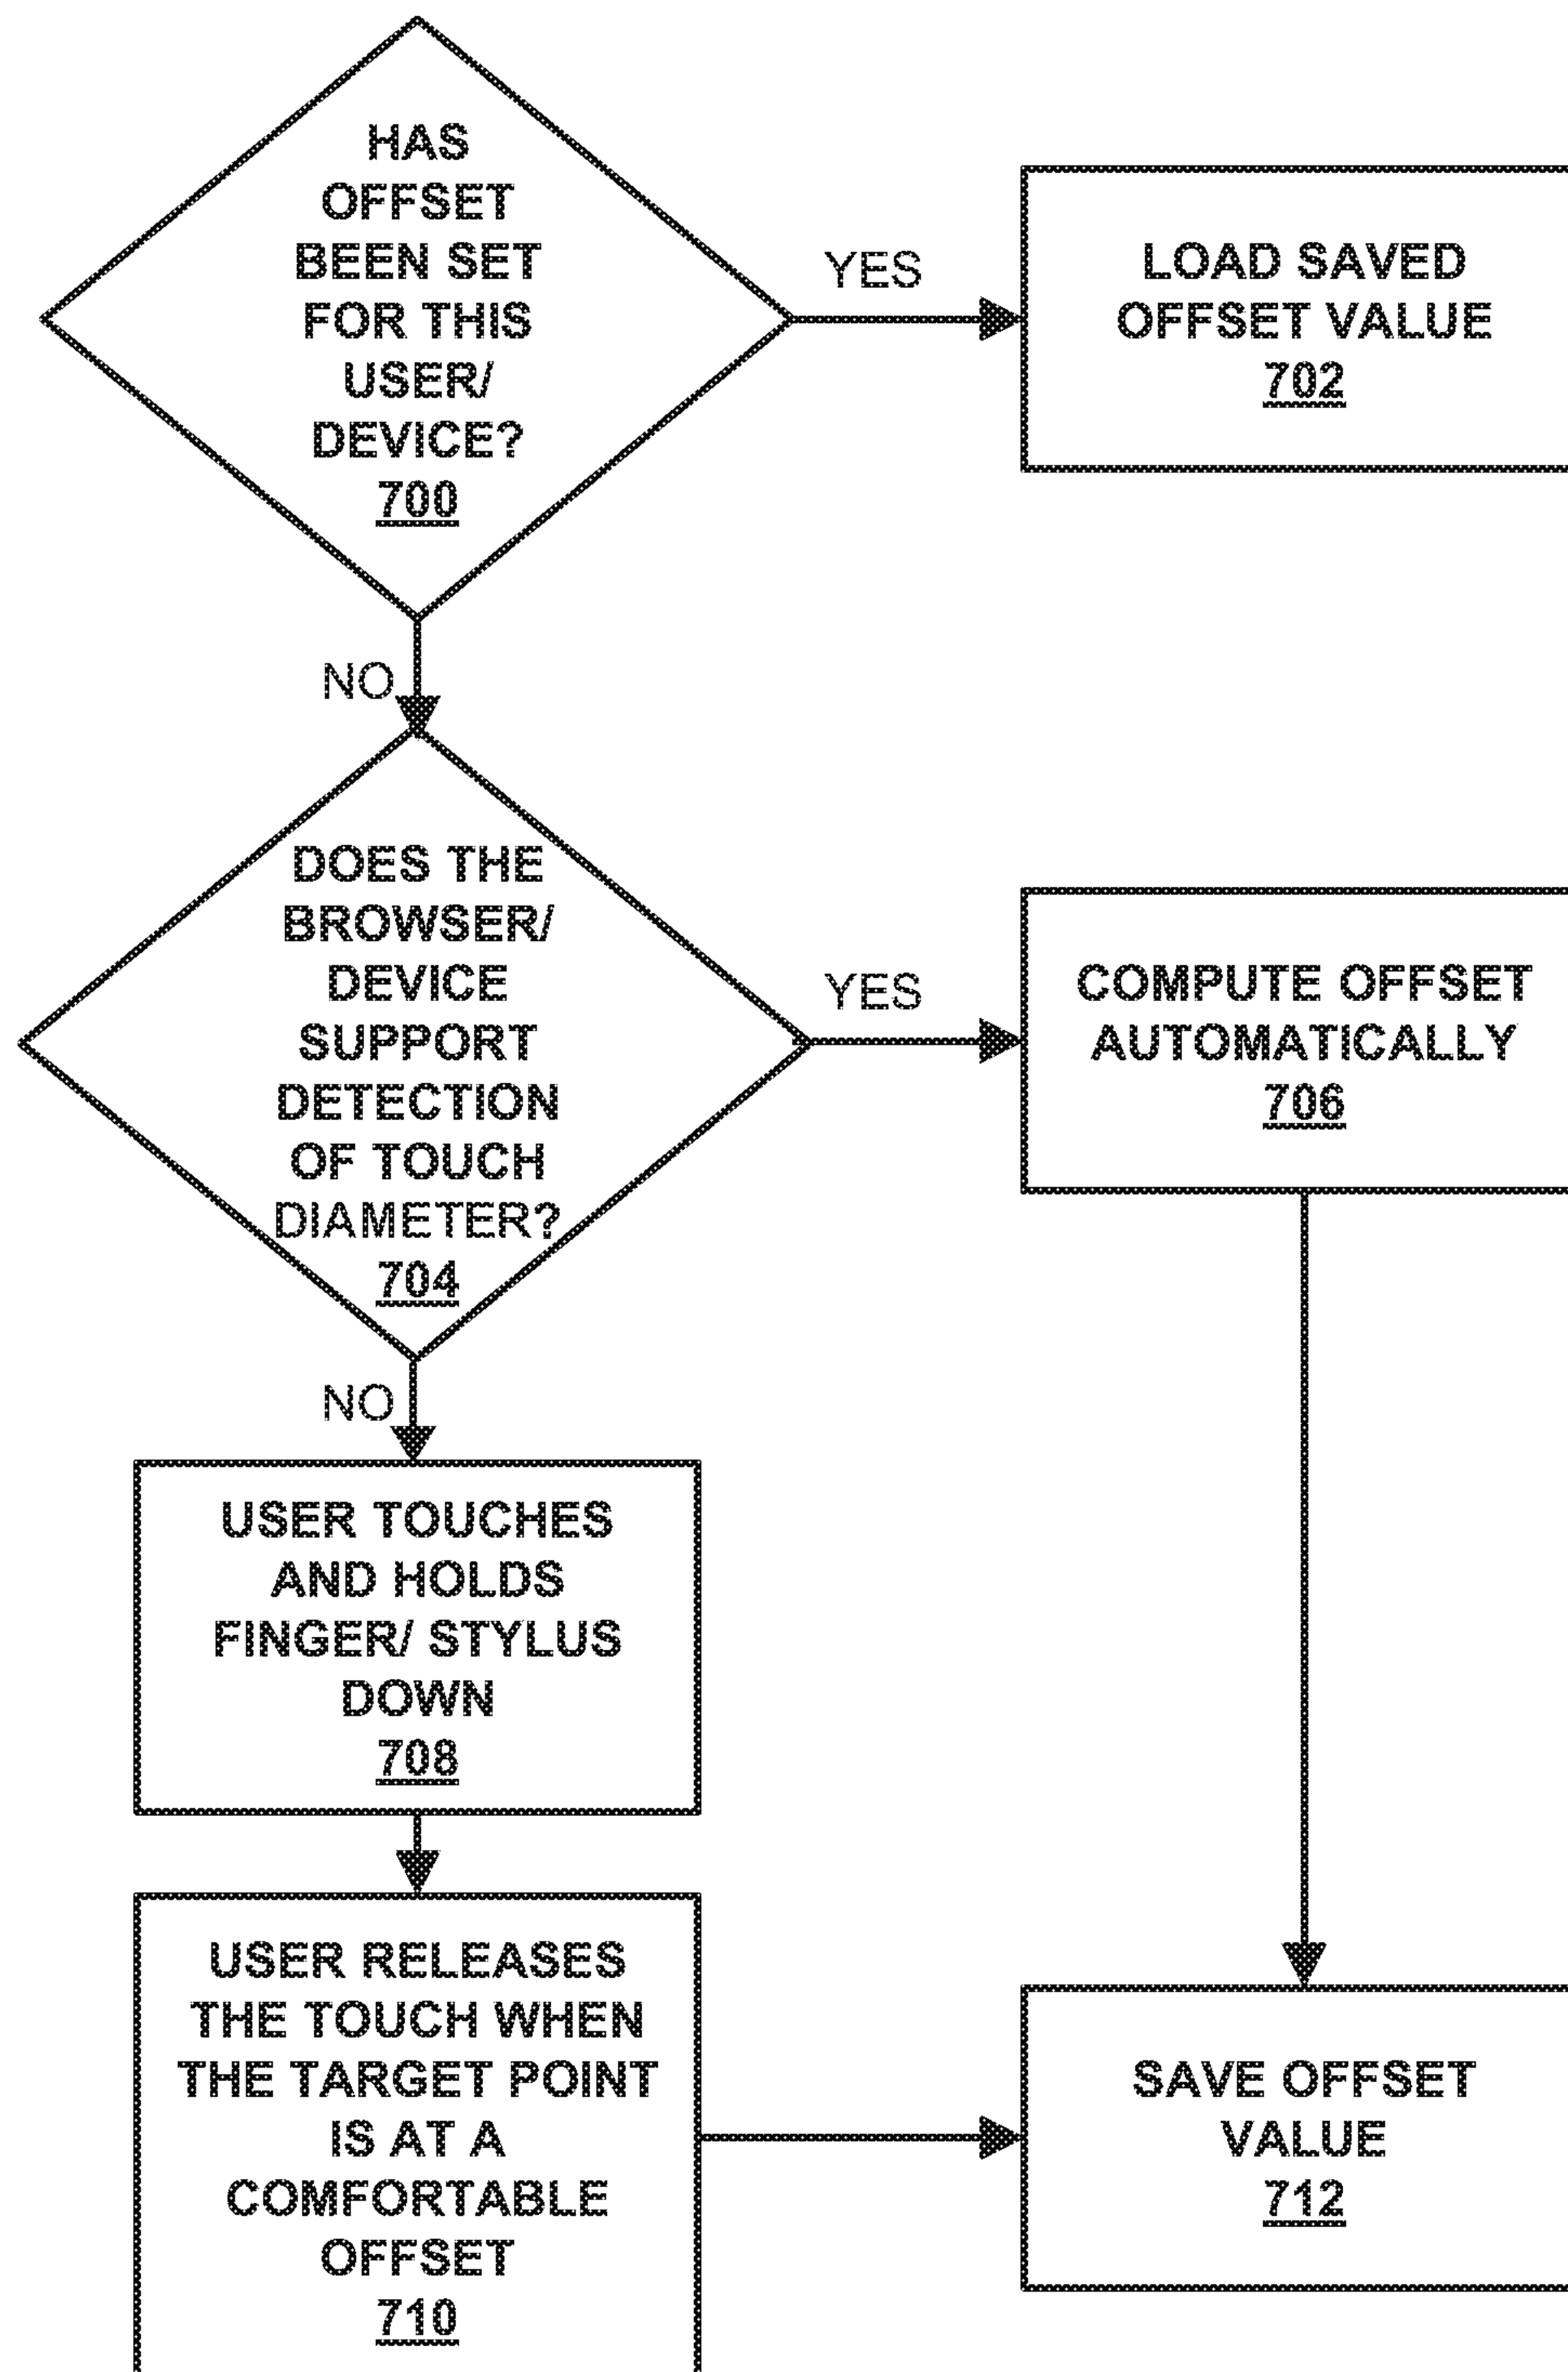 HAS
OFFSET
BEEN SET
FOR THIS
USER/
DEVICE?
700
YES
LOAD SAVED
OFFSET VALUE
702
NO
DOES THE
BROWSER/
DEVICE
SUPPORT
DETECTION
OF TOUCH
DIAMETER?
704
YES
COMPUTE OFFSET
AUTOMATICALLY
706
NO
USER TOUCHES
AND HOLDS
FINGER/ STYLUS
DOWN
708
USER RELEASES
THE TOUCH WHEN
THE TARGET POINT
IS AT A
COMFORTABLE
OFFSET
710
SAVE OFFSET
VALUE
712